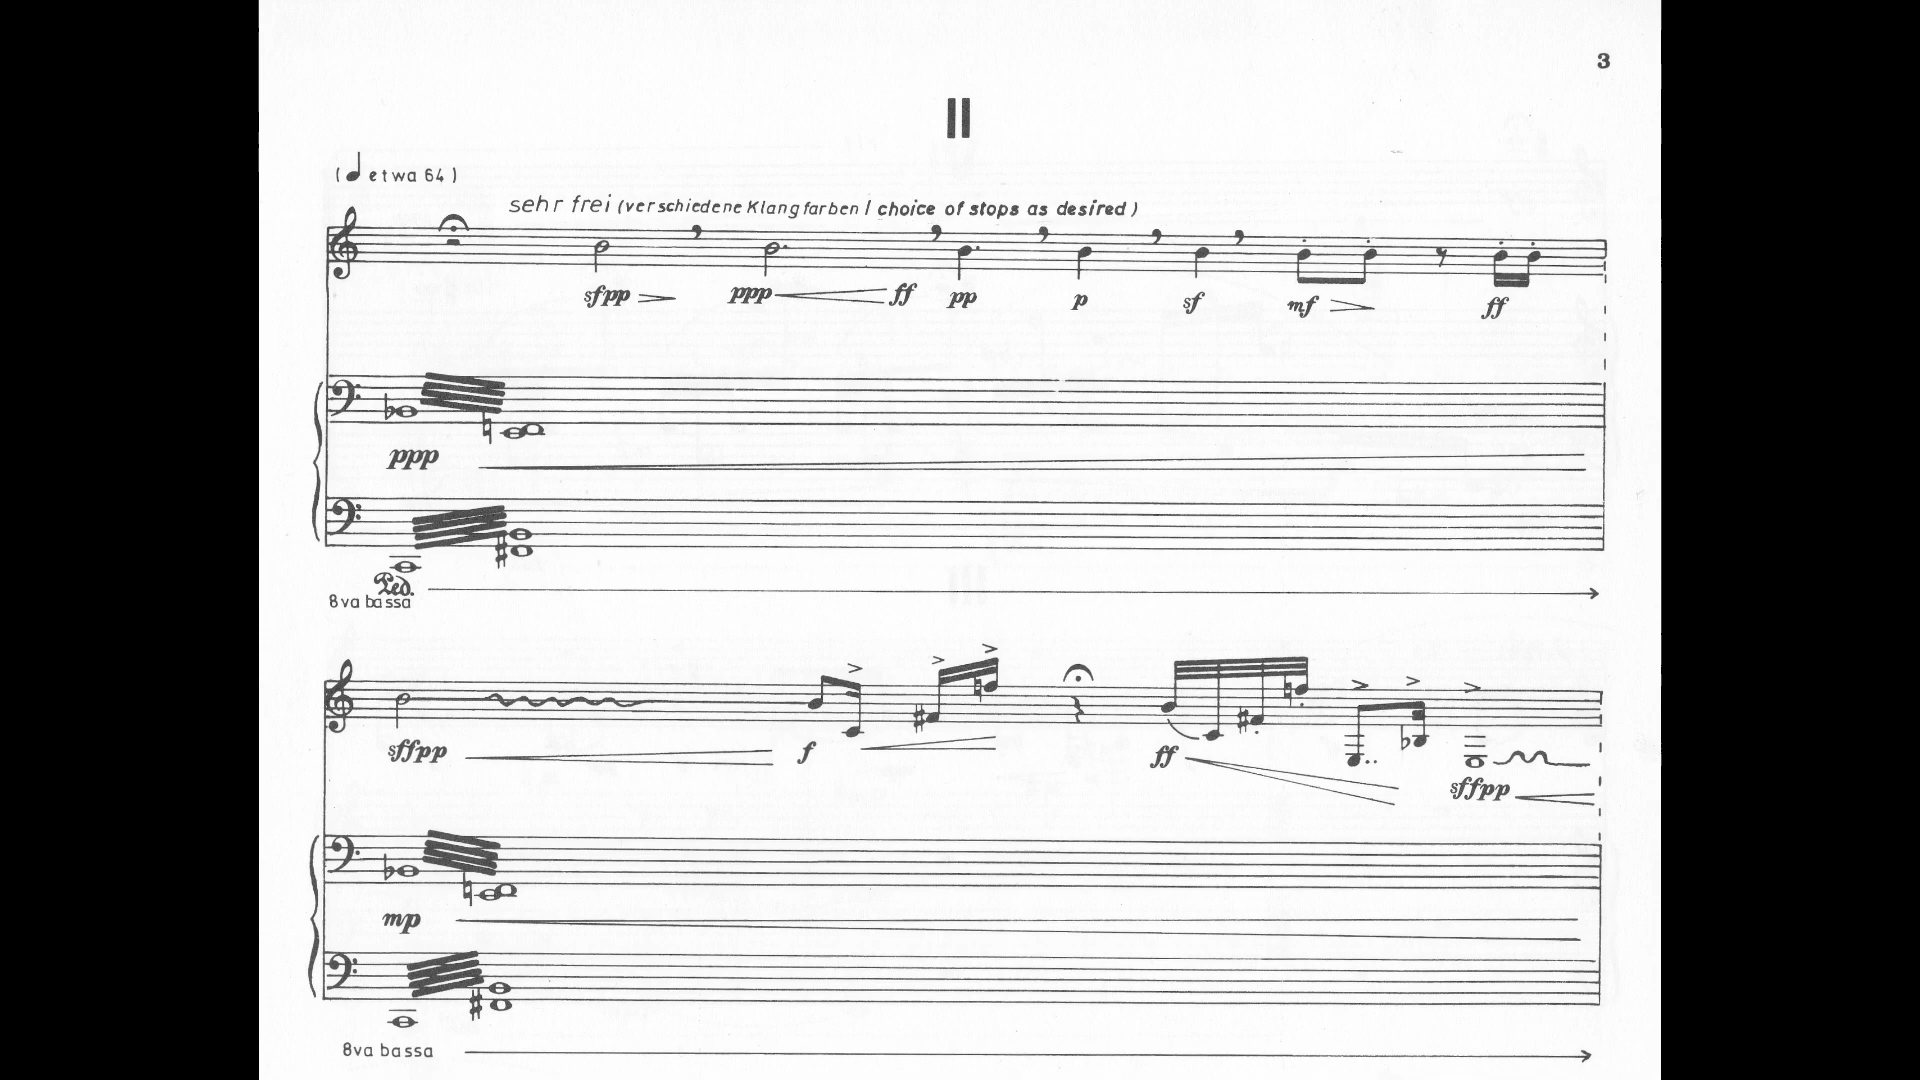 3
II
(♩ etwa 64)
sehr frei (verschiedene Klangfarben / choice of stops as desired)
sfpp ppp ff pp p sf mf ff
ppp
Ped.
8va bassa
sffpp f ff sffpp
mp
8va bassa